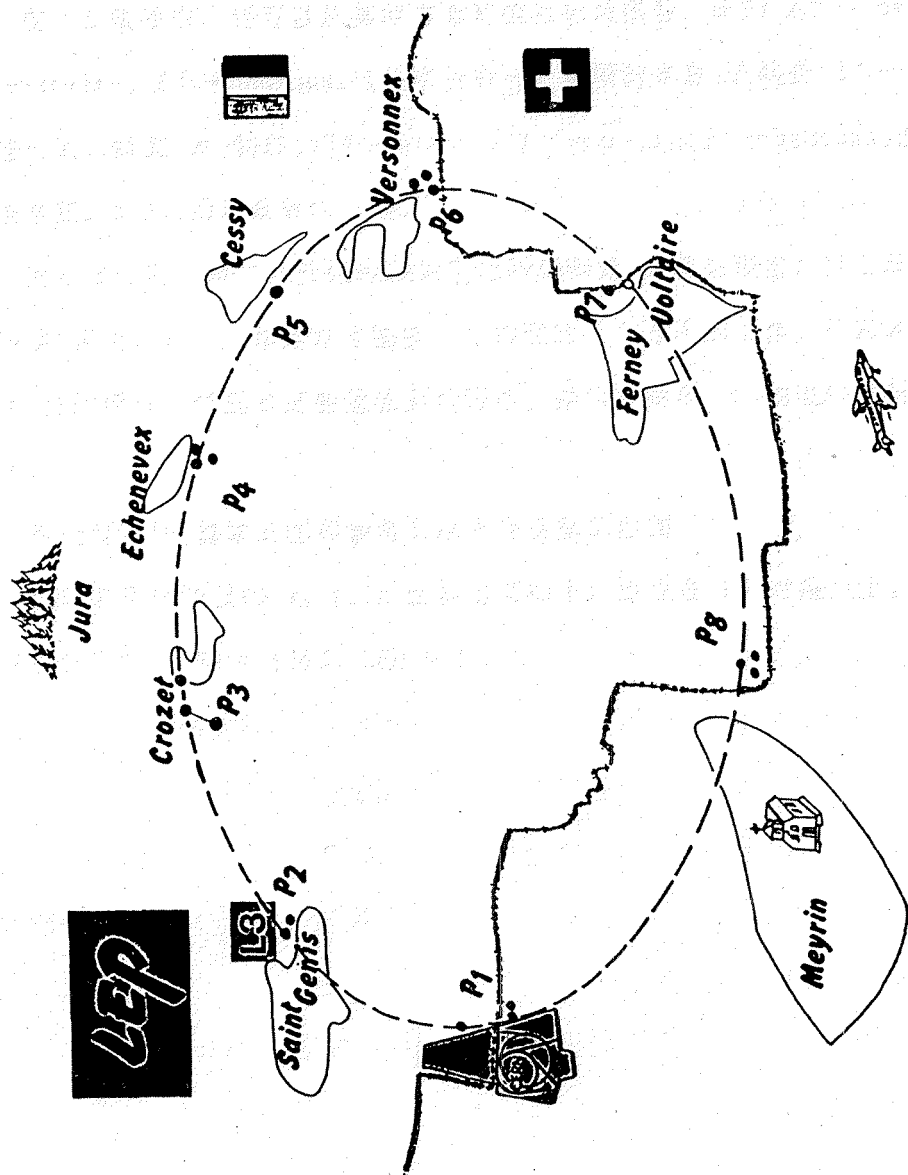 LEP
Jura
Crozet
Echenevex
Cessy
Versonnex
L3
Saint
Gems
P2
P3
P4
P5
P6
P7
Ferney
Voltaire
P1
P8
Meyrin